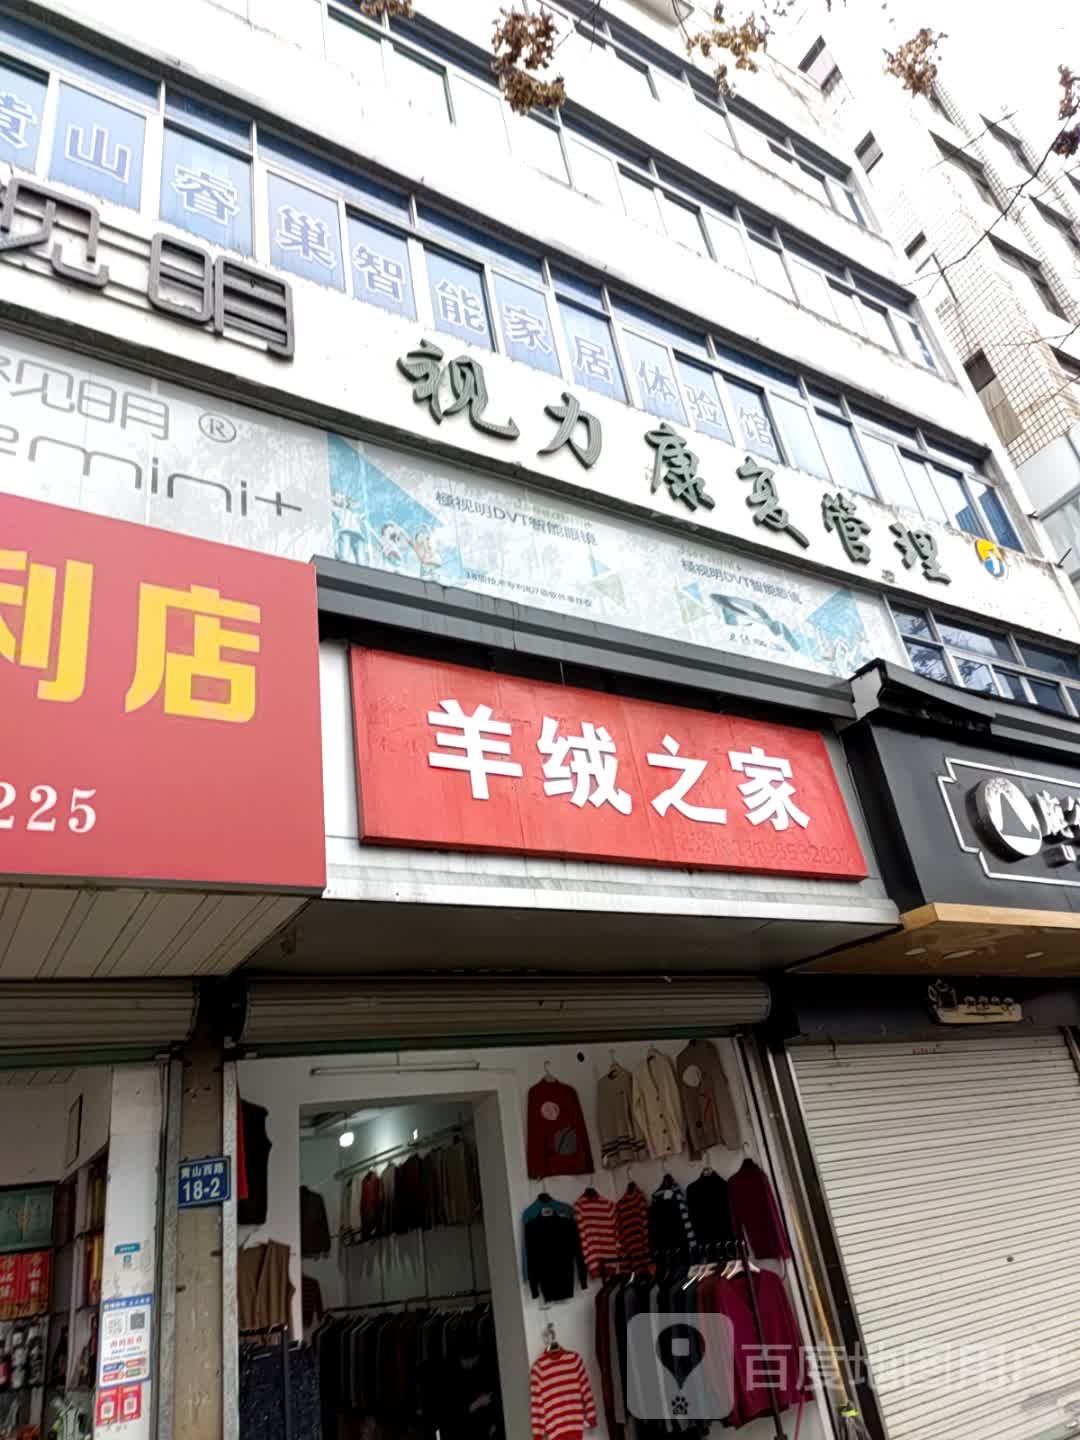 黄山睿巢智能家居体验馆
视明
视力康复管理
视明®
emini+
極视明DVT智能眼镜
極视明DVT智能眼镜
利店
225
羊绒之家
黄山西路
18-2
百度地图